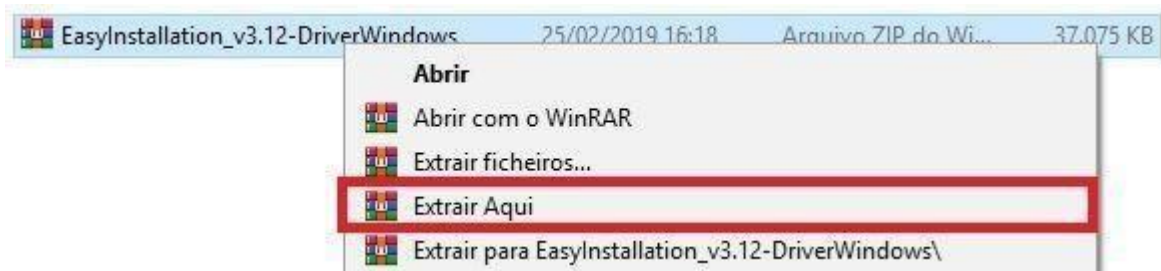 EasyInstallation_v3.12-DriverWindows 25/02/2019 16:18 Arquivo ZIP do Wi... 37.075 KB
Abrir
Abrir com o WinRAR
Extrair ficheiros...
Extrair Aqui
Extrair para EasyInstallation_v3.12-DriverWindows\